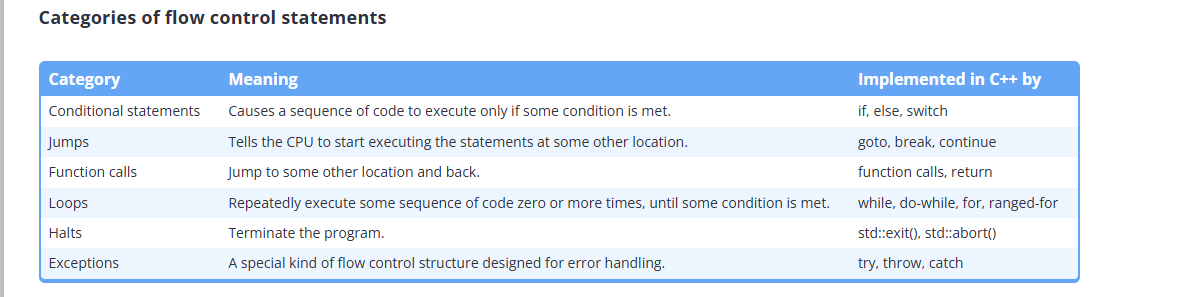 Categories of flow control statements
Category Meaning Implemented in C++ by
Conditional statements Causes a sequence of code to execute only if some condition is met. if, else, switch
Jumps Tells the CPU to start executing the statements at some other location. goto, break, continue
Function calls Jump to some other location and back. function calls, return
Loops Repeatedly execute some sequence of code zero or more times, until some condition is met. while, do-while, for, ranged-for
Halts Terminate the program. std::exit(), std::abort()
Exceptions A special kind of flow control structure designed for error handling. try, throw, catch